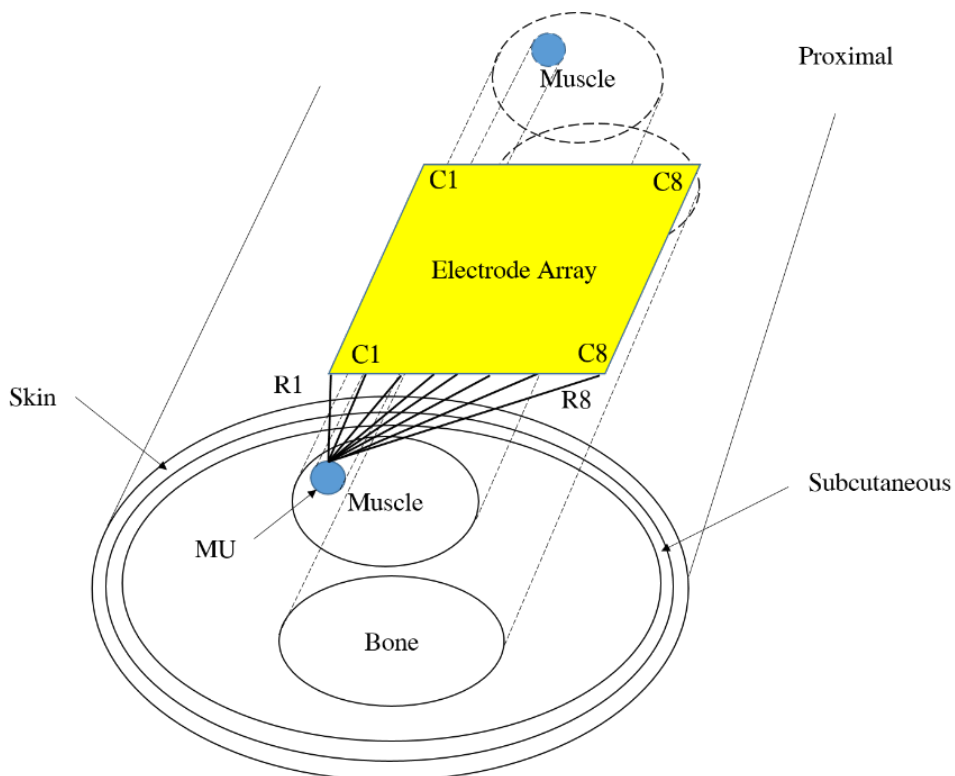 Muscle
Proximal
C1
C8
Electrode Array
C1
C8
R1
R8
Skin
Subcutaneous
Muscle
MU
Bone